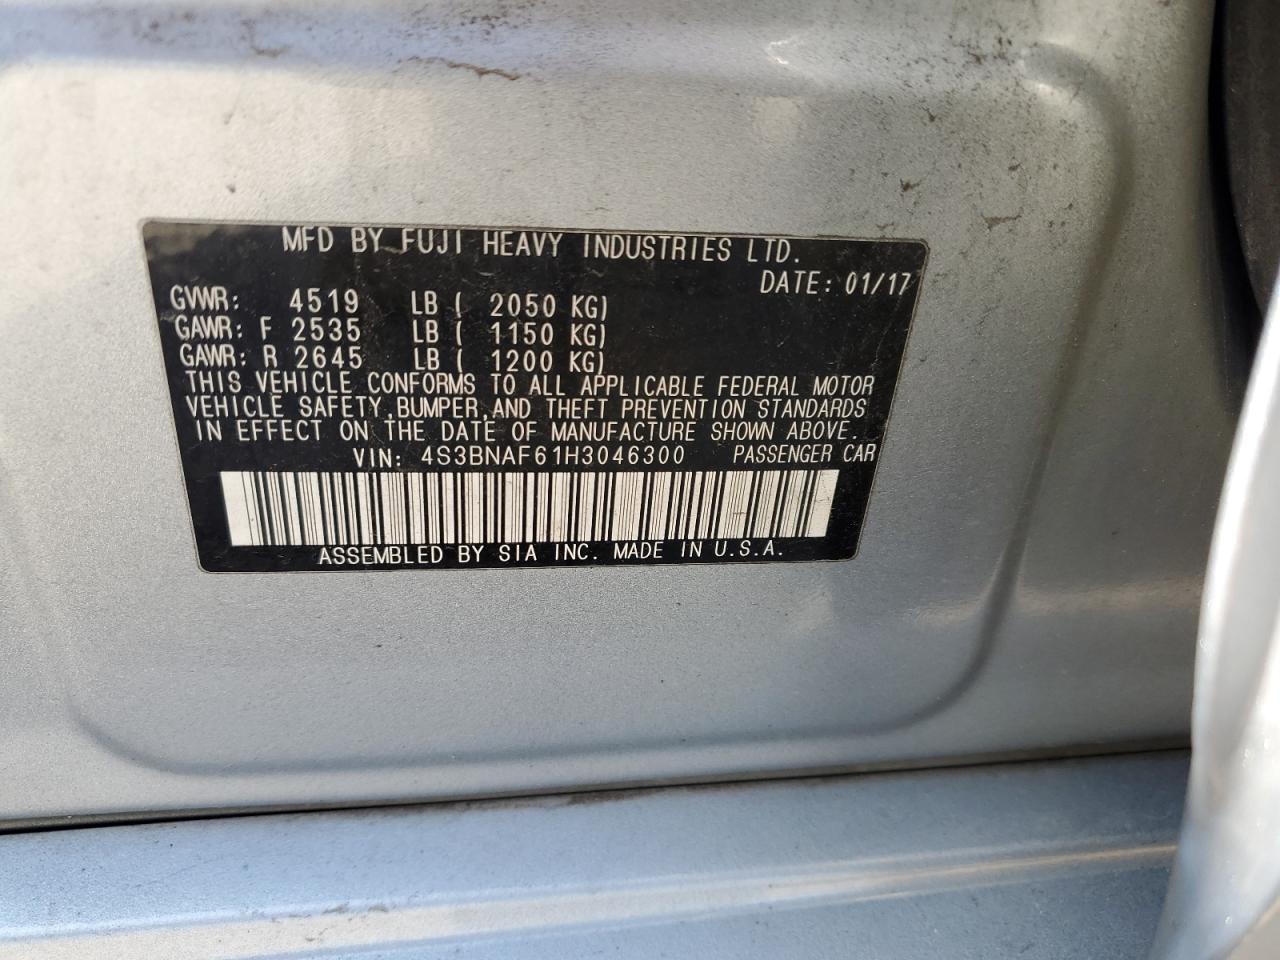 MFD BY FUJI HEAVY INDUSTRIES LTD.
DATE: 01/17
GVWR: 4519 LB ( 2050 KG)
GAWR: F 2535 LB ( 1150 KG)
GAWR: R 2645 LB ( 1200 KG)
THIS VEHICLE CONFORMS TO ALL APPLICABLE FEDERAL MOTOR
VEHICLE SAFETY,BUMPER,AND THEFT PREVENTION STANDARDS
IN EFFECT ON THE DATE OF MANUFACTURE SHOWN ABOVE.
VIN: 4S3BNAF61H3046300 PASSENGER CAR
ASSEMBLED BY SIA INC. MADE IN U.S.A.